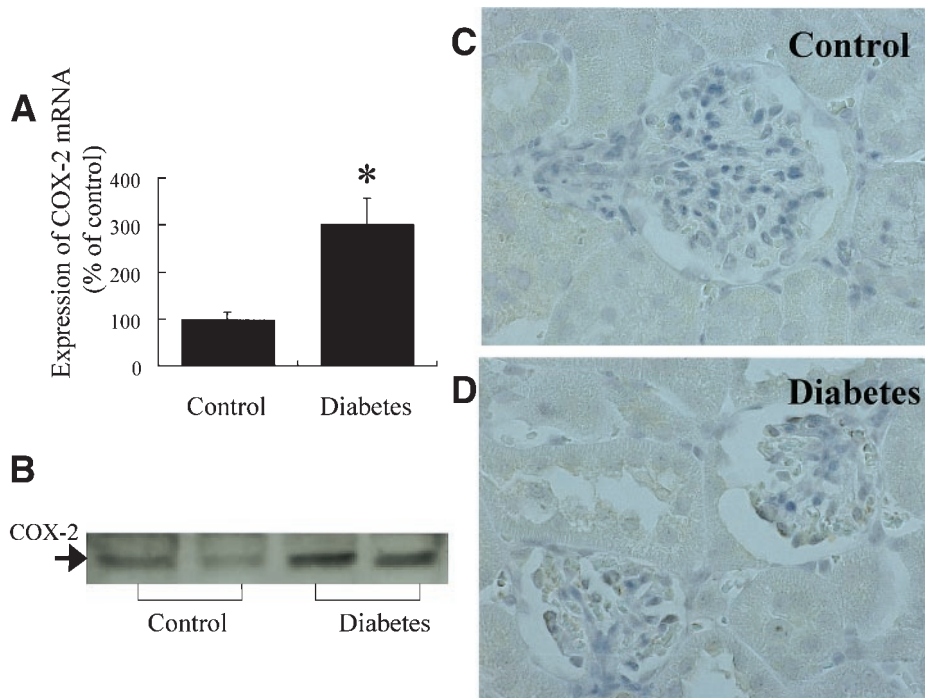 A
Expression of COX-2 mRNA
(% of control)
400
300
200
100
0
*
Control
Diabetes
B
COX-2
Control
Diabetes
C
Control
D
Diabetes